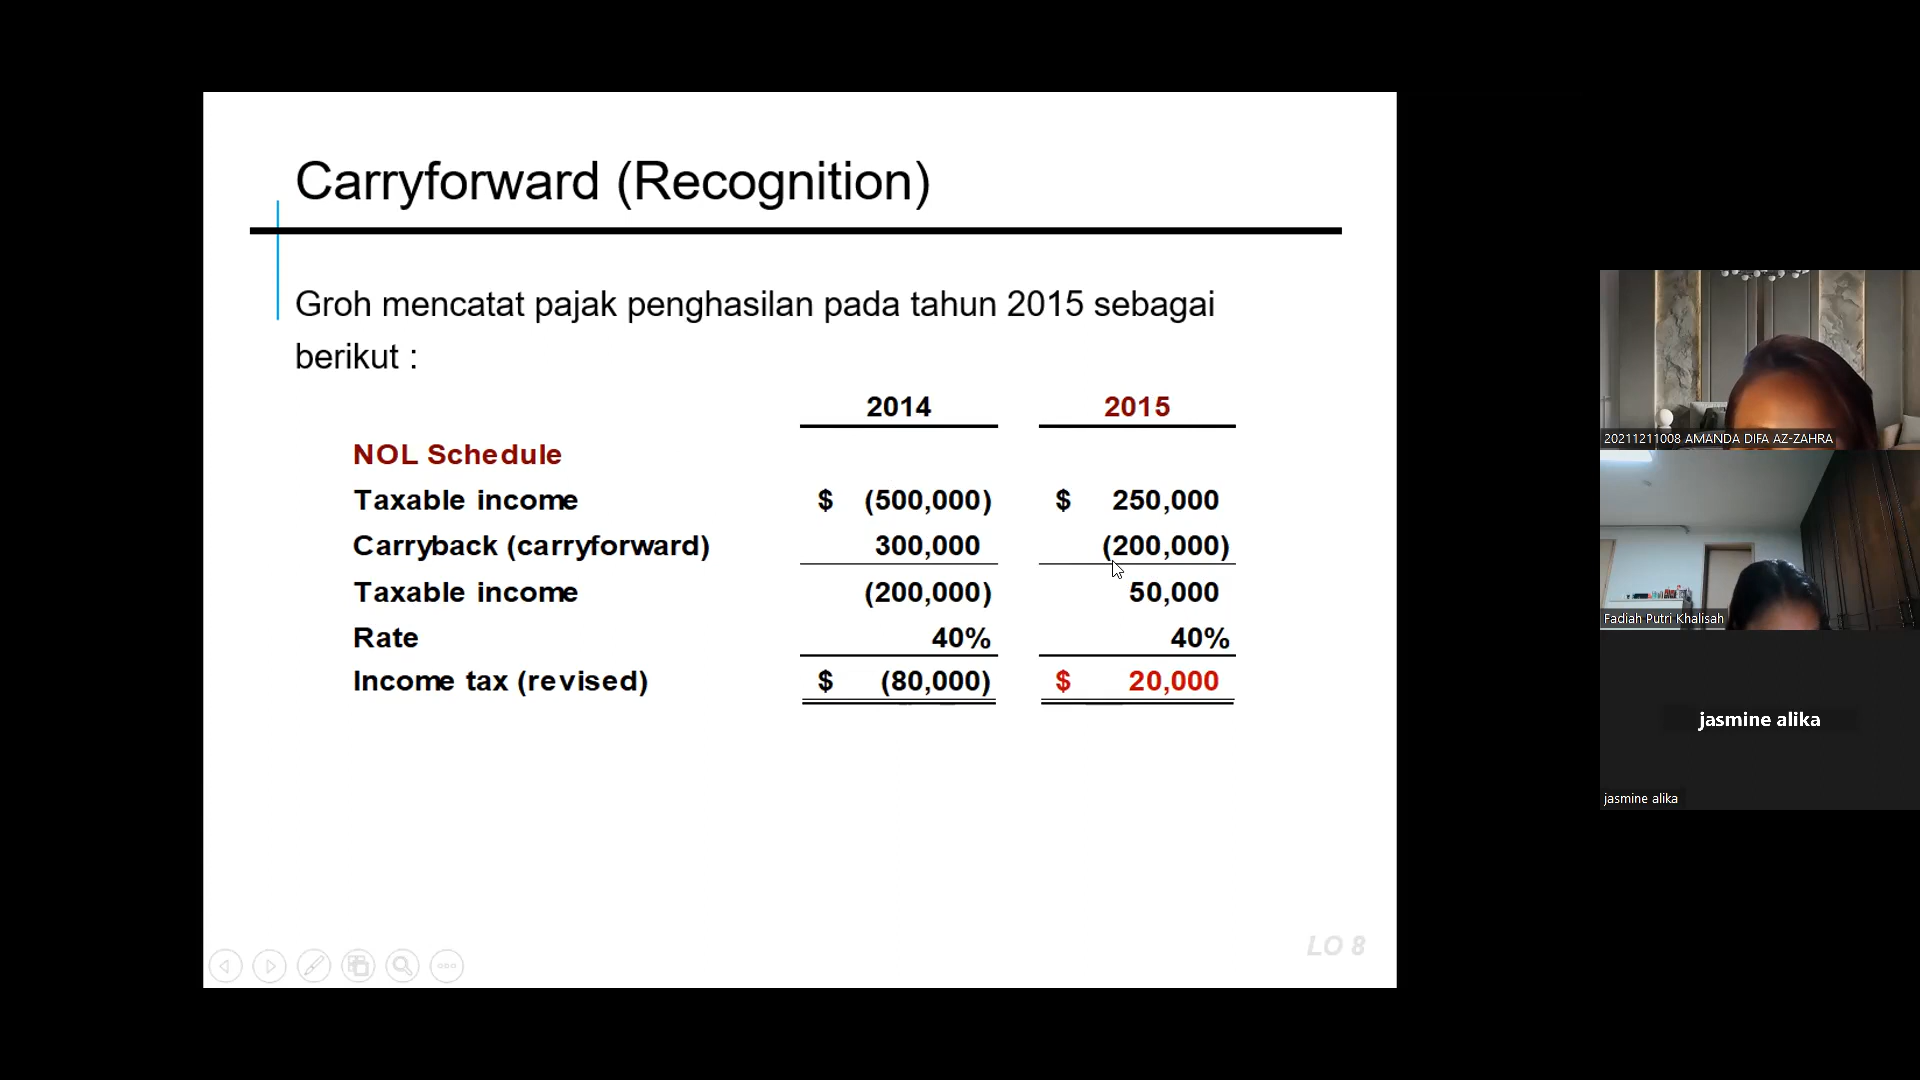 Carryforward (Recognition)
Groh mencatat pajak penghasilan pada tahun 2015 sebagai
berikut :
2014 2015
NOL Schedule
Taxable income $ (500,000) $ 250,000
Carryback (carryforward) 300,000 (200,000)
Taxable income (200,000) 50,000
Rate 40% 40%
Income tax (revised) $ (80,000) $ 20,000
LO 8
20211211008 AMANDA DIFA AZ-ZAHRA
Fadiah Putri Khalisah
jasmine alika
jasmine alika